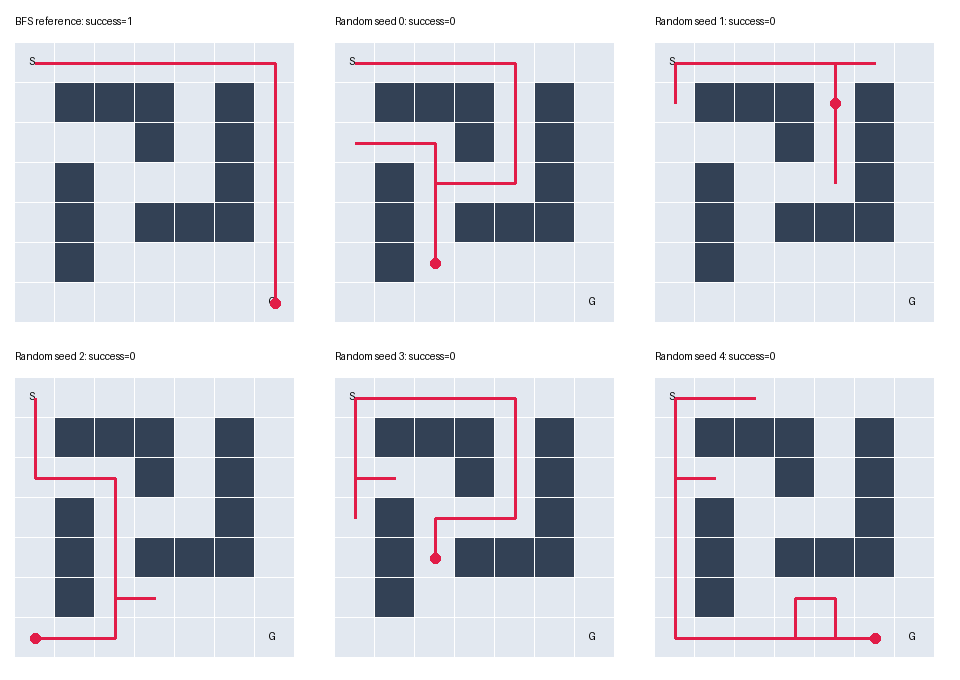 BFS reference: success=1
Random seed 0: success=0
Random seed 1: success=0
S
S
S
G
G
G
Random seed 2: success=0
Random seed 3: success=0
Random seed 4: success=0
S
S
S
G
G
G